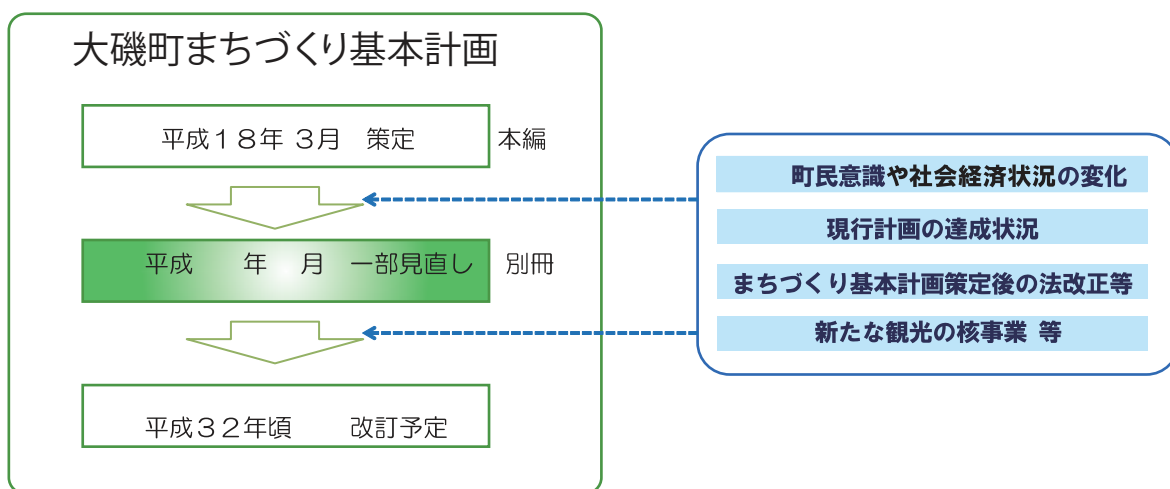 大磯町まちづくり基本計画
平成１８年 ３月　策定
本編
平成　　年　月　一部見直し
別冊
平成３２年頃　　改訂予定
町民意識や社会経済状況の変化
現行計画の達成状況
まちづくり基本計画策定後の法改正等
新たな観光の核事業 等